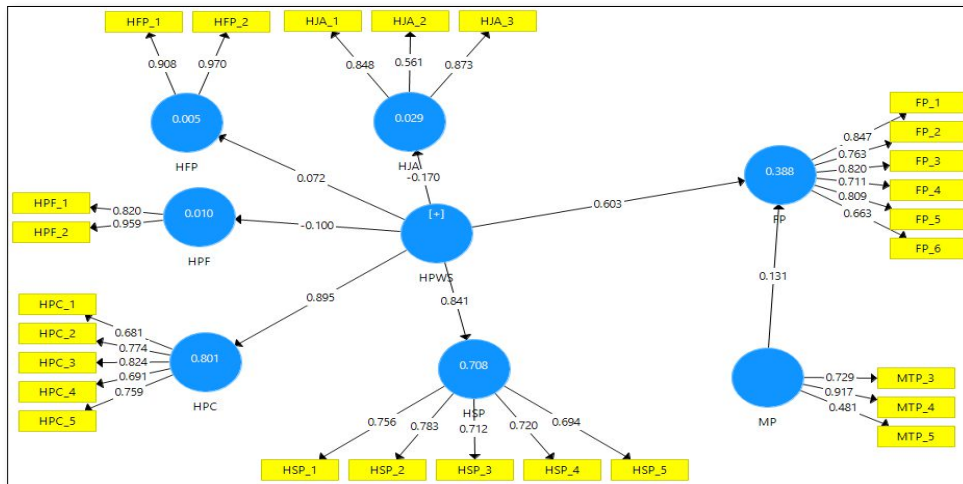 HFP_1
HFP_2
HJA_1
HJA_2
HJA_3
0.908
0.970
0.848
0.561
0.873
0.005
HFP
0.029
HJA
0.072
-0.170
HPF_1
HPF_2
0.820
0.959
0.010
HPF
-0.100
[+]
HPWS
0.603
0.388
FP
0.847
0.763
0.820
0.711
0.809
0.663
FP_1
FP_2
FP_3
FP_4
FP_5
FP_6
0.895
0.841
0.131
HPC_1
HPC_2
HPC_3
HPC_4
HPC_5
0.681
0.774
0.824
0.691
0.759
0.801
HPC
0.708
HSP
0.756
0.783
0.712
0.720
0.694
HSP_1
HSP_2
HSP_3
HSP_4
HSP_5
MP
0.729
0.917
0.481
MTP_3
MTP_4
MTP_5